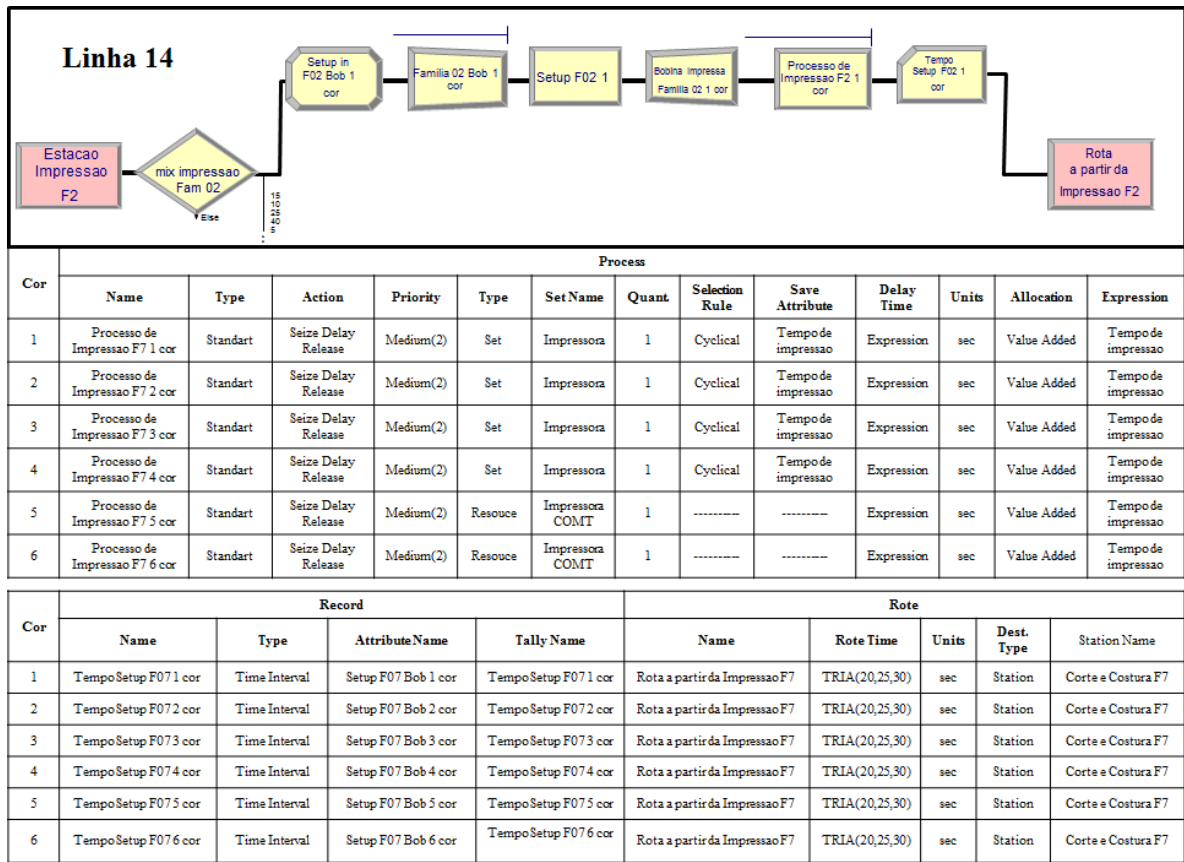 Linha 14
Estacao
Impressao
F2
mix impressao
Fam 02
Else
15
10
25
40
5
Setup in
F02 Bob 1
cor
Familia 02 Bob 1
cor
Setup F02 1
Bobina impressa
Familia 02 1 cor
Processo de
Impressao F2 1
cor
Tempo
Setup F02 1
cor
Rota
a partir da
Impressao F2
Cor Process
Name Type Action Priority Type Set Name Quant. Selection Rule Save Attribute Delay Time Units Allocation Expression
1 Processo de Impressao F7 1 cor Standart Seize Delay Release Medium(2) Set Impressora 1 Cyclical Tempo de impressao Expression sec Value Added Tempo de impressao
2 Processo de Impressao F7 2 cor Standart Seize Delay Release Medium(2) Set Impressora 1 Cyclical Tempo de impressao Expression sec Value Added Tempo de impressao
3 Processo de Impressao F7 3 cor Standart Seize Delay Release Medium(2) Set Impressora 1 Cyclical Tempo de impressao Expression sec Value Added Tempo de impressao
4 Processo de Impressao F7 4 cor Standart Seize Delay Release Medium(2) Set Impressora 1 Cyclical Tempo de impressao Expression sec Value Added Tempo de impressao
5 Processo de Impressao F7 5 cor Standart Seize Delay Release Medium(2) Resouce Impressora COMT 1 ---------- ---------- Expression sec Value Added Tempo de impressao
6 Processo de Impressao F7 6 cor Standart Seize Delay Release Medium(2) Resouce Impressora COMT 1 ---------- ---------- Expression sec Value Added Tempo de impressao
Cor Record Rote
Name Type Attribute Name Tally Name Name Rote Time Units Dest. Type Station Name
1 Tempo Setup F07 1 cor Time Interval Setup F07 Bob 1 cor Tempo Setup F07 1 cor Rota a partir da Impressao F7 TRIA(20,25,30) sec Station Corte e Costura F7
2 Tempo Setup F07 2 cor Time Interval Setup F07 Bob 2 cor Tempo Setup F07 2 cor Rota a partir da Impressao F7 TRIA(20,25,30) sec Station Corte e Costura F7
3 Tempo Setup F07 3 cor Time Interval Setup F07 Bob 3 cor Tempo Setup F07 3 cor Rota a partir da Impressao F7 TRIA(20,25,30) sec Station Corte e Costura F7
4 Tempo Setup F07 4 cor Time Interval Setup F07 Bob 4 cor Tempo Setup F07 4 cor Rota a partir da Impressao F7 TRIA(20,25,30) sec Station Corte e Costura F7
5 Tempo Setup F07 5 cor Time Interval Setup F07 Bob 5 cor Tempo Setup F07 5 cor Rota a partir da Impressao F7 TRIA(20,25,30) sec Station Corte e Costura F7
6 Tempo Setup F07 6 cor Time Interval Setup F07 Bob 6 cor Tempo Setup F07 6 cor Rota a partir da Impressao F7 TRIA(20,25,30) sec Station Corte e Costura F7